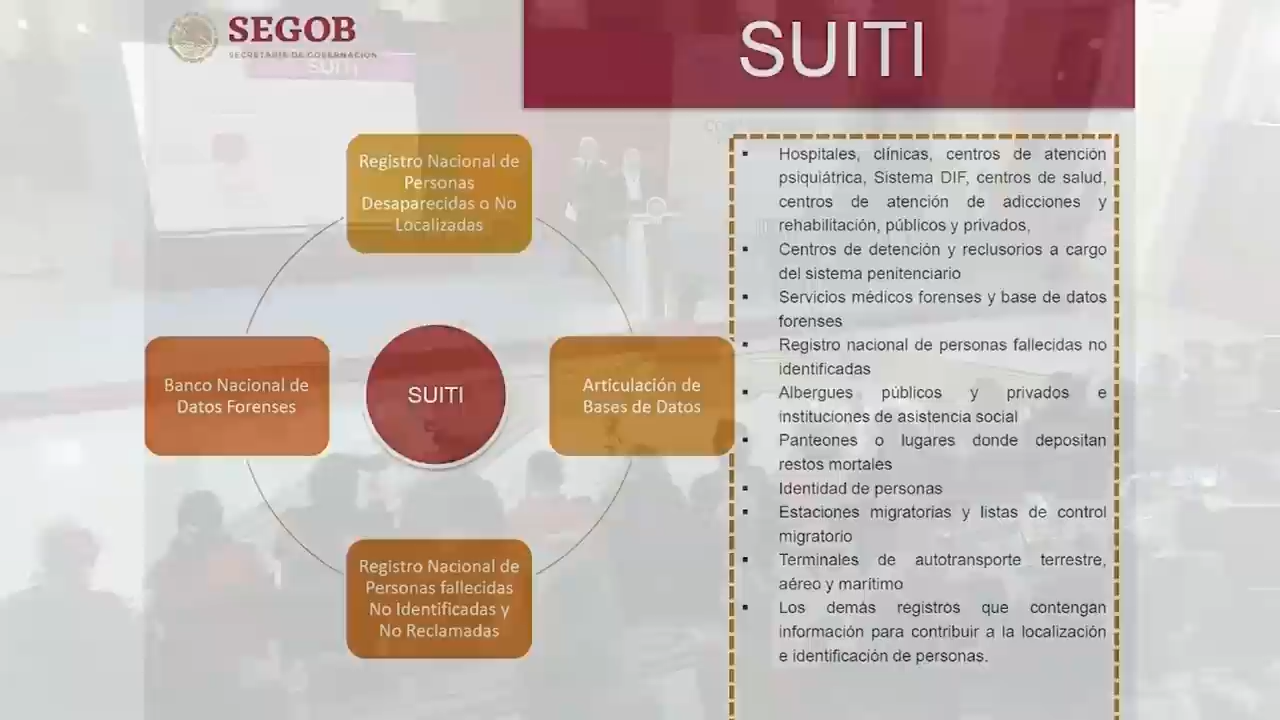 SEGOB
SECRETARÍA DE GOBERNACIÓN
SUITI
SUITI
Registro Nacional de
Personas
Desaparecidas o No
Localizadas
Banco Nacional de
Datos Forenses
SUITI
Articulación de
Bases de Datos
Registro Nacional de
Personas fallecidas
No Identificadas y
No Reclamadas
▪ Hospitales, clínicas, centros de atención
psiquiátrica, Sistema DIF, centros de salud,
centros de atención de adicciones y
rehabilitación, públicos y privados,
▪ Centros de detención y reclusorios a cargo
del sistema penitenciario
▪ Servicios médicos forenses y base de datos
forenses
▪ Registro nacional de personas fallecidas no
identificadas
▪ Albergues públicos y privados e
instituciones de asistencia social
▪ Panteones o lugares donde depositan
restos mortales
▪ Identidad de personas
▪ Estaciones migratorias y listas de control
migratorio
▪ Terminales de autotransporte terrestre,
aéreo y marítimo
▪ Los demás registros que contengan
información para contribuir a la localización
e identificación de personas.